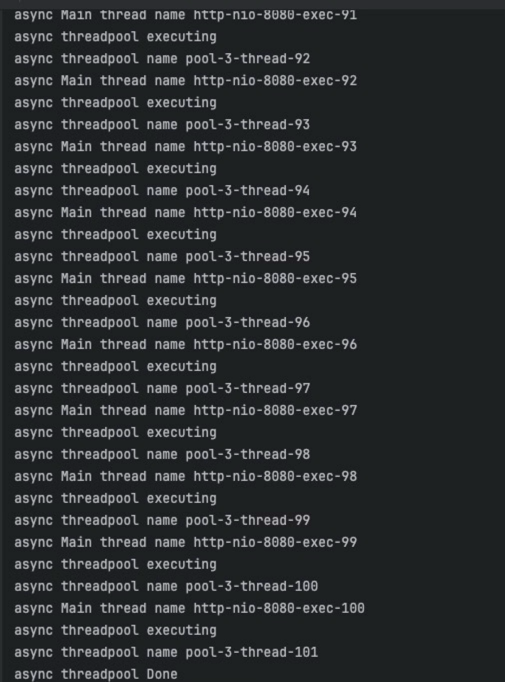 async Main thread name http-nio-8080-exec-91
async threadpool executing
async threadpool name pool-3-thread-92
async Main thread name http-nio-8080-exec-92
async threadpool executing
async threadpool name pool-3-thread-93
async Main thread name http-nio-8080-exec-93
async threadpool executing
async threadpool name pool-3-thread-94
async Main thread name http-nio-8080-exec-94
async threadpool executing
async threadpool name pool-3-thread-95
async Main thread name http-nio-8080-exec-95
async threadpool executing
async threadpool name pool-3-thread-96
async Main thread name http-nio-8080-exec-96
async threadpool executing
async threadpool name pool-3-thread-97
async Main thread name http-nio-8080-exec-97
async threadpool executing
async threadpool name pool-3-thread-98
async Main thread name http-nio-8080-exec-98
async threadpool executing
async threadpool name pool-3-thread-99
async Main thread name http-nio-8080-exec-99
async threadpool executing
async threadpool name pool-3-thread-100
async Main thread name http-nio-8080-exec-100
async threadpool executing
async threadpool name pool-3-thread-101
async threadpool Done